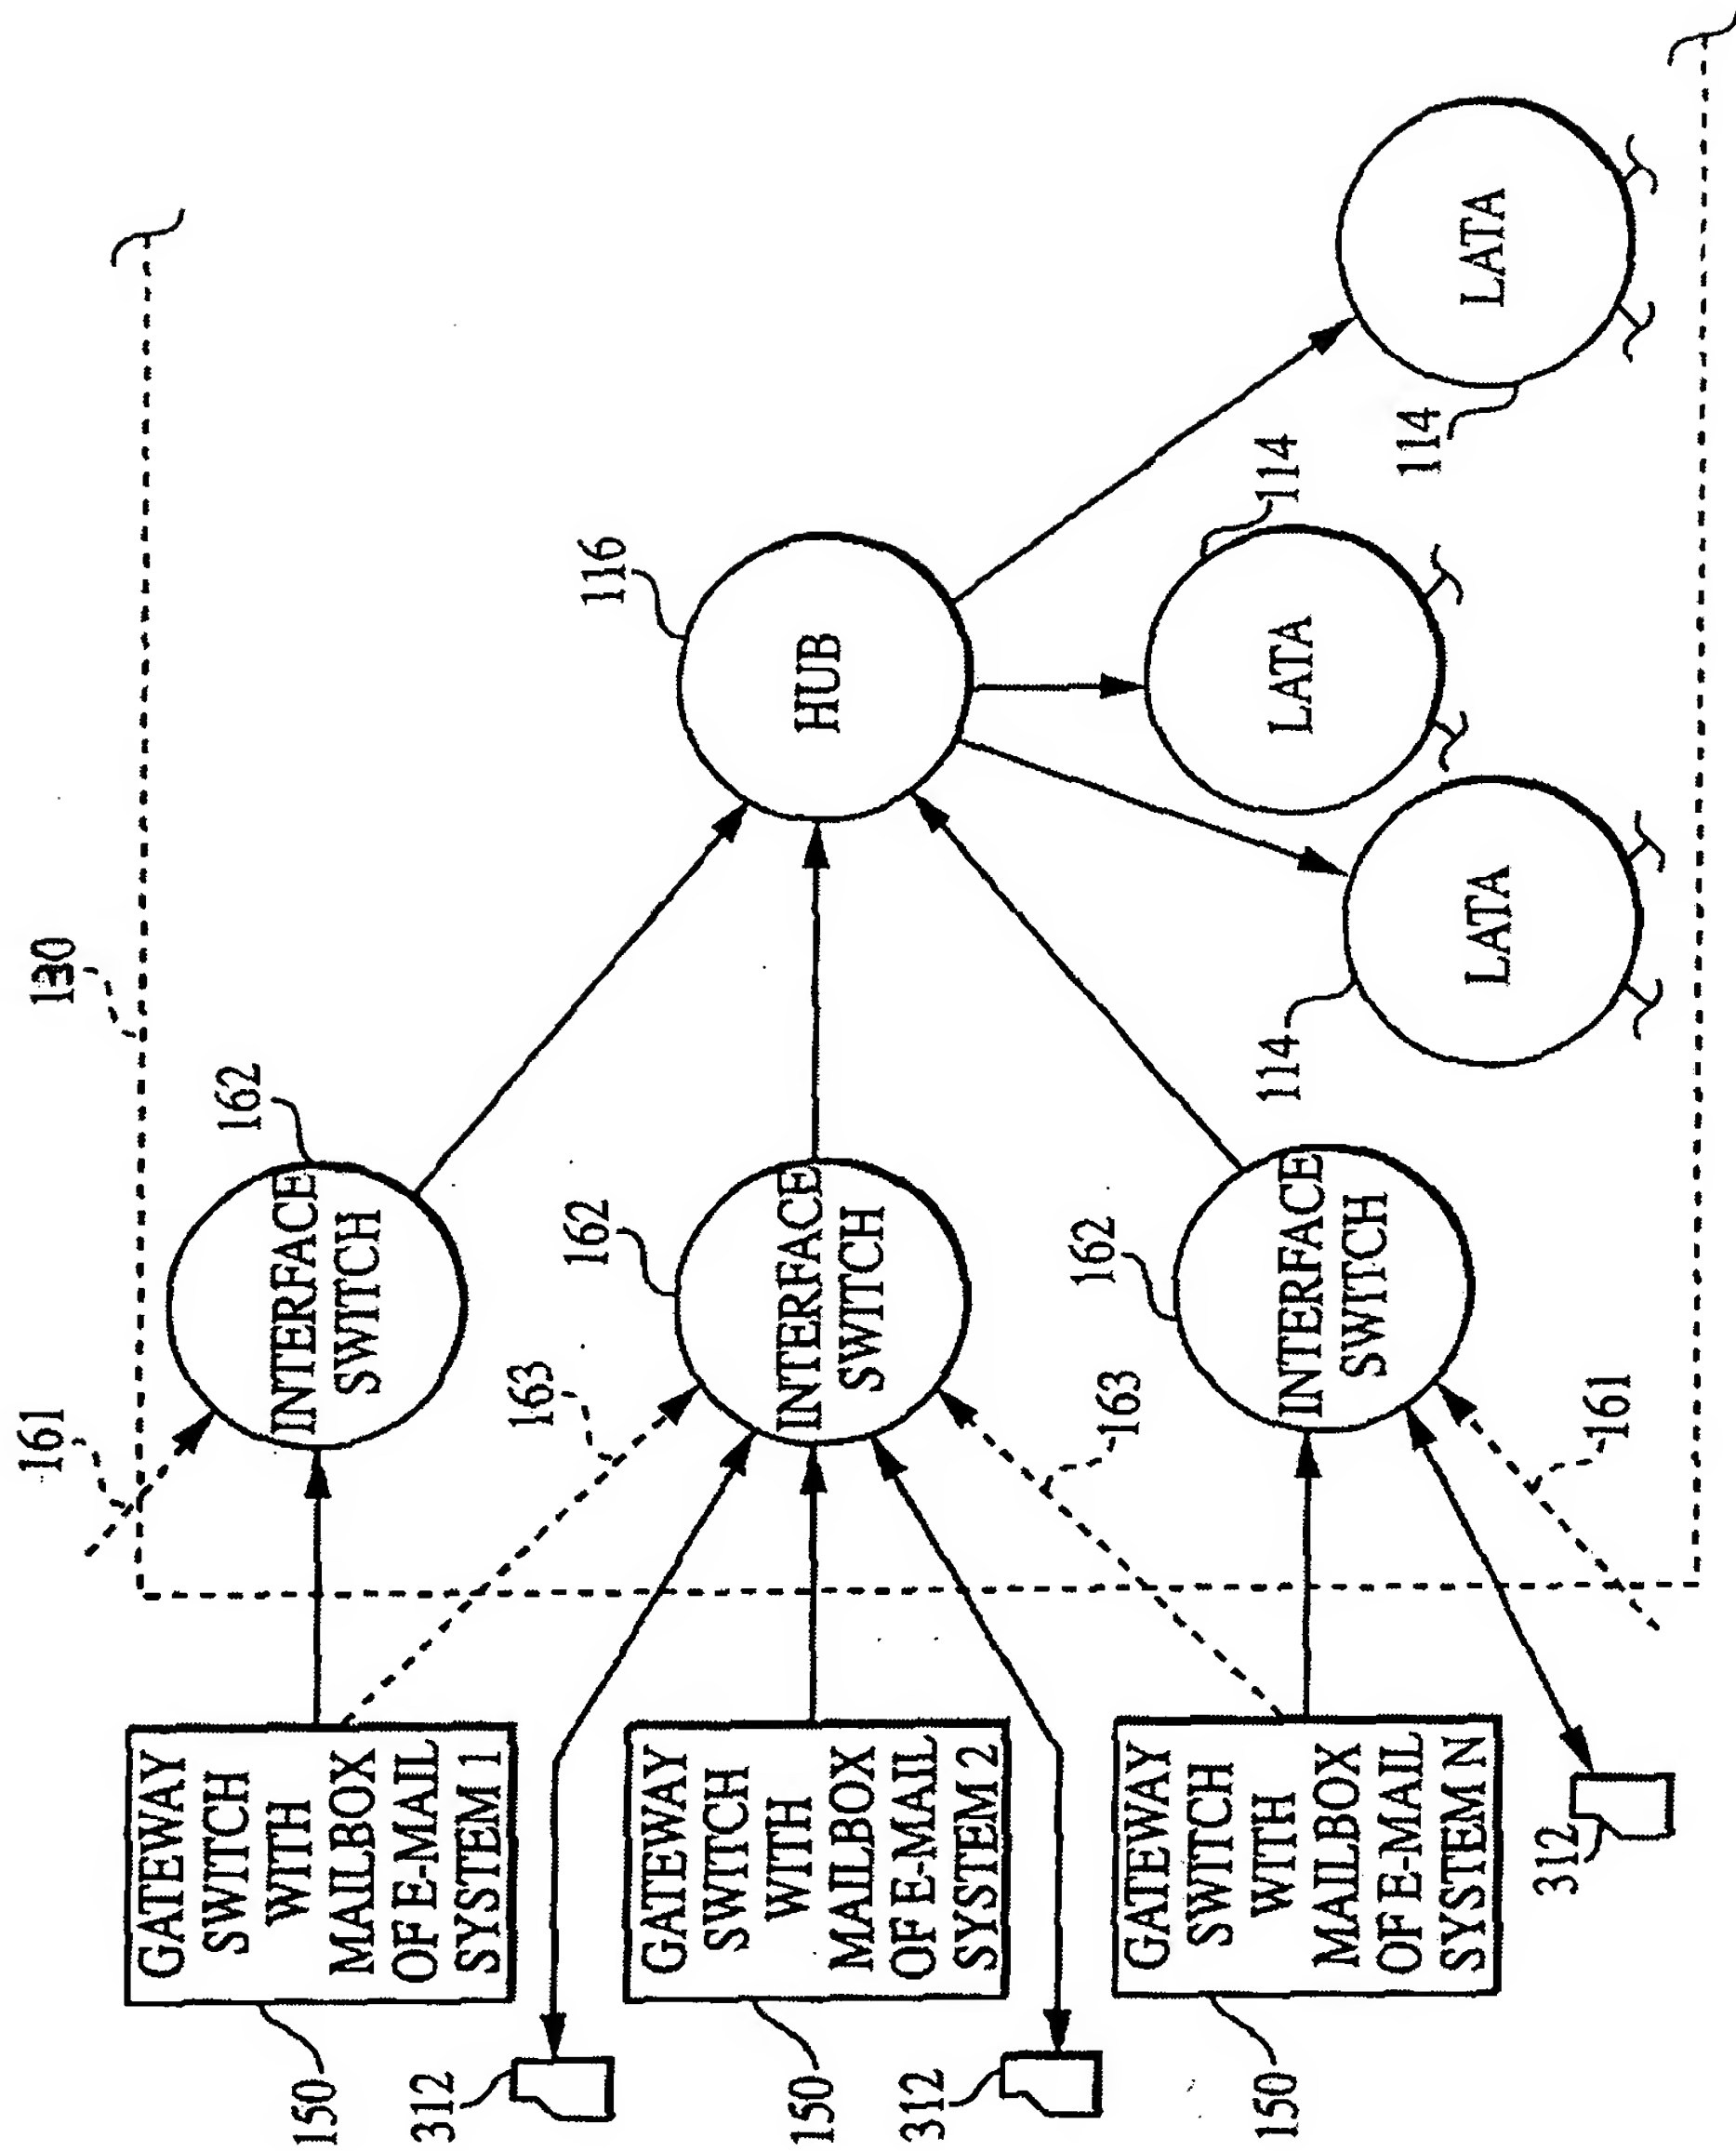 130
161
162
INTERFACE
SWITCH
GATEWAY
SWITCH
WITH
MAILBOX
OF E-MAIL
SYSTEM 1
150
312
163
162
INTERFACE
SWITCH
116
HUB
GATEWAY
SWITCH
WITH
MAILBOX
OF E-MAIL
SYSTEM 2
150
312
163
162
INTERFACE
SWITCH
161
GATEWAY
SWITCH
WITH
MAILBOX
OF E-MAIL
SYSTEM N
150
312
114
LATA
114
LATA
114
LATA